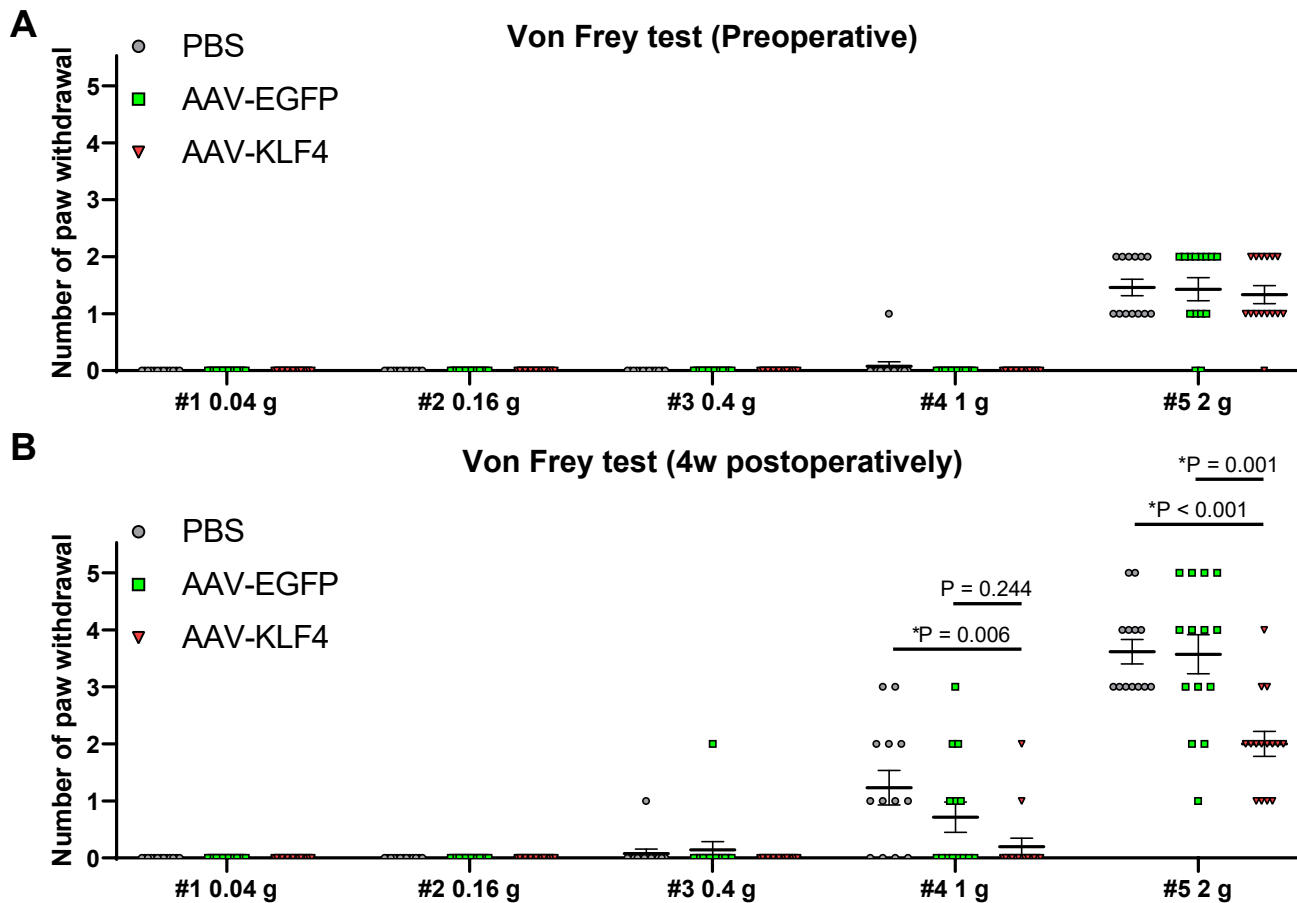 A
Von Frey test (Preoperative)
PBS
AAV-EGFP
AAV-KLF4
Number of paw withdrawal
5
4
3
2
1
0
#1 0.04 g
#2 0.16 g
#3 0.4 g
#4 1 g
#5 2 g
B
Von Frey test (4w postoperatively)
*P = 0.001
*P < 0.001
PBS
AAV-EGFP
AAV-KLF4
P = 0.244
*P = 0.006
Number of paw withdrawal
5
4
3
2
1
0
#1 0.04 g
#2 0.16 g
#3 0.4 g
#4 1 g
#5 2 g